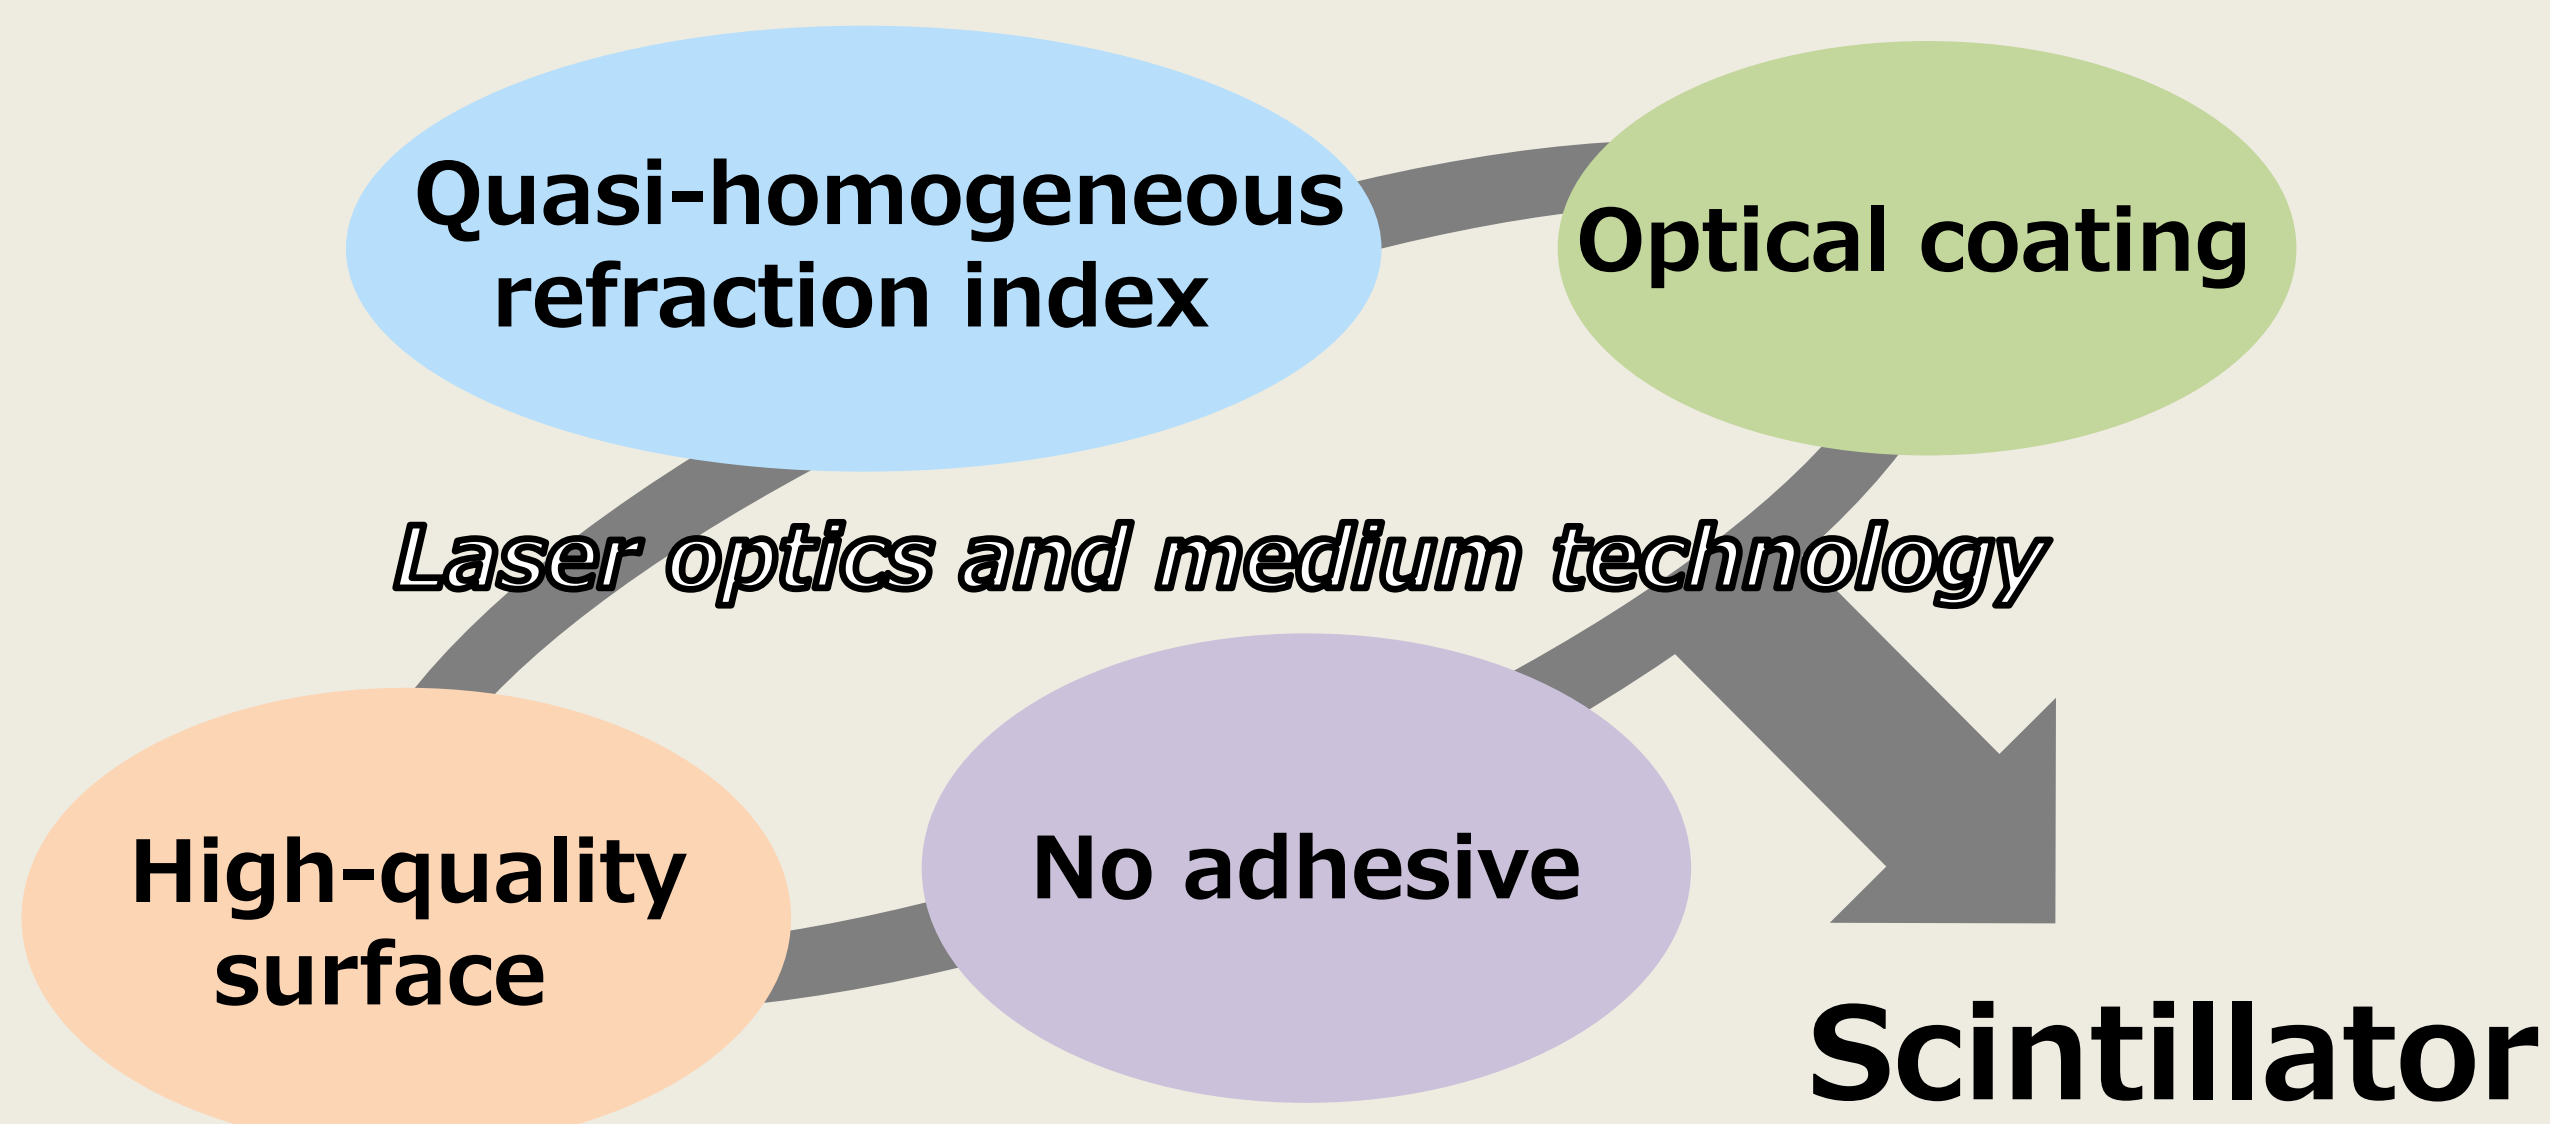 Quasi-homogeneous
refraction index
Optical coating
Laser optics and medium technology
High-quality
surface
No adhesive
Scintillator